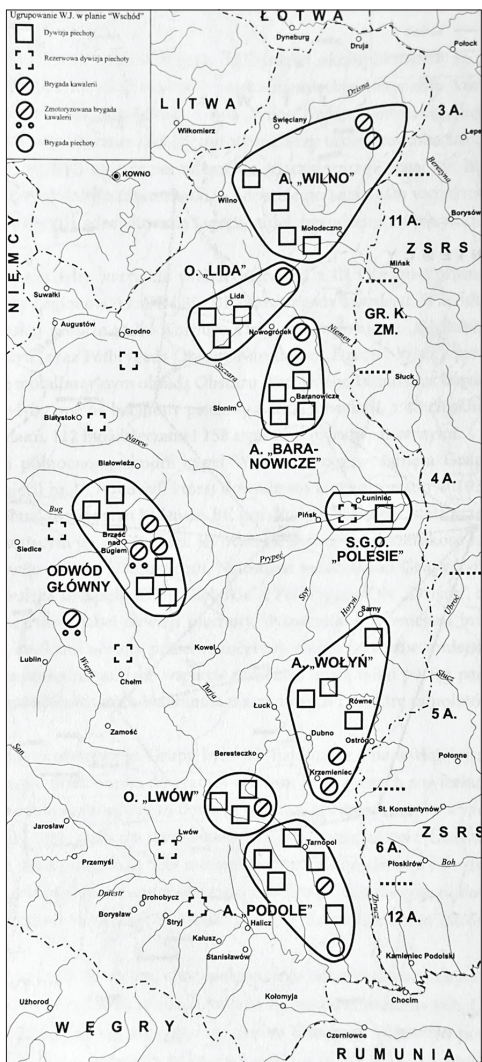 Ugrupowanie W.J. w planie "Wschód"
Dywizja piechoty
Rezerwowa dywizja piechoty
Brygada kawalerii
Zmotoryzowana brygada
kawalerii
Brygada piechoty
ŁOTWA
Dyneburg
Druja
Połock
LITWA
Dzisna
Święciany
Wiłkomierz
3 A.
Lepe
A. „WILNO”
Berezyna
KOWNO
Wilno
11 A.
Borysów
Mołodeczno
ZSRS
NIEMCY
Mińsk
O. „LIDA”
Suwałki
Lida
GR. K.
ZM.
Augustów
Grodno
Nowogródek
Niemen
Szczara
Słuck
Baranowicze
Słonim
Białystok
A. „BARA-
NOWICZE”
Narew
4 A.
Białowieża
Łuniniec
Bug
Pińsk
Brześć
nad
Bugiem
S.G.O.
„POLESIE”
Siedlce
Prypeć
ODWÓD
GŁÓWNY
Styr
Horyń
Uborć
Sarny
Kowel
A. „WOŁYŃ”
Lublin
Wieprz
Słucz
Chełm
Turja
Równe
Łuck
5 A.
Zamość
Dubno
Ostróg
Połonne
Beresteczko
San
Krzemieniec
O. „LWÓW”
St. Konstantynów
Jarosław
ZSRS
Lwów
6 A.
Tarnopol
Przemyśl
Płoskirów
Boh
Dniestr
Drohobycz
A. „PODOLE”
Zbrucz
12 A.
Borysław
Stryj
Halicz
Kałusz
Kamieniec Podolski
Stanisławów
Użhorod
Kołomyja
Chocim
WĘGRY
Czerniowce
RUMUNIA